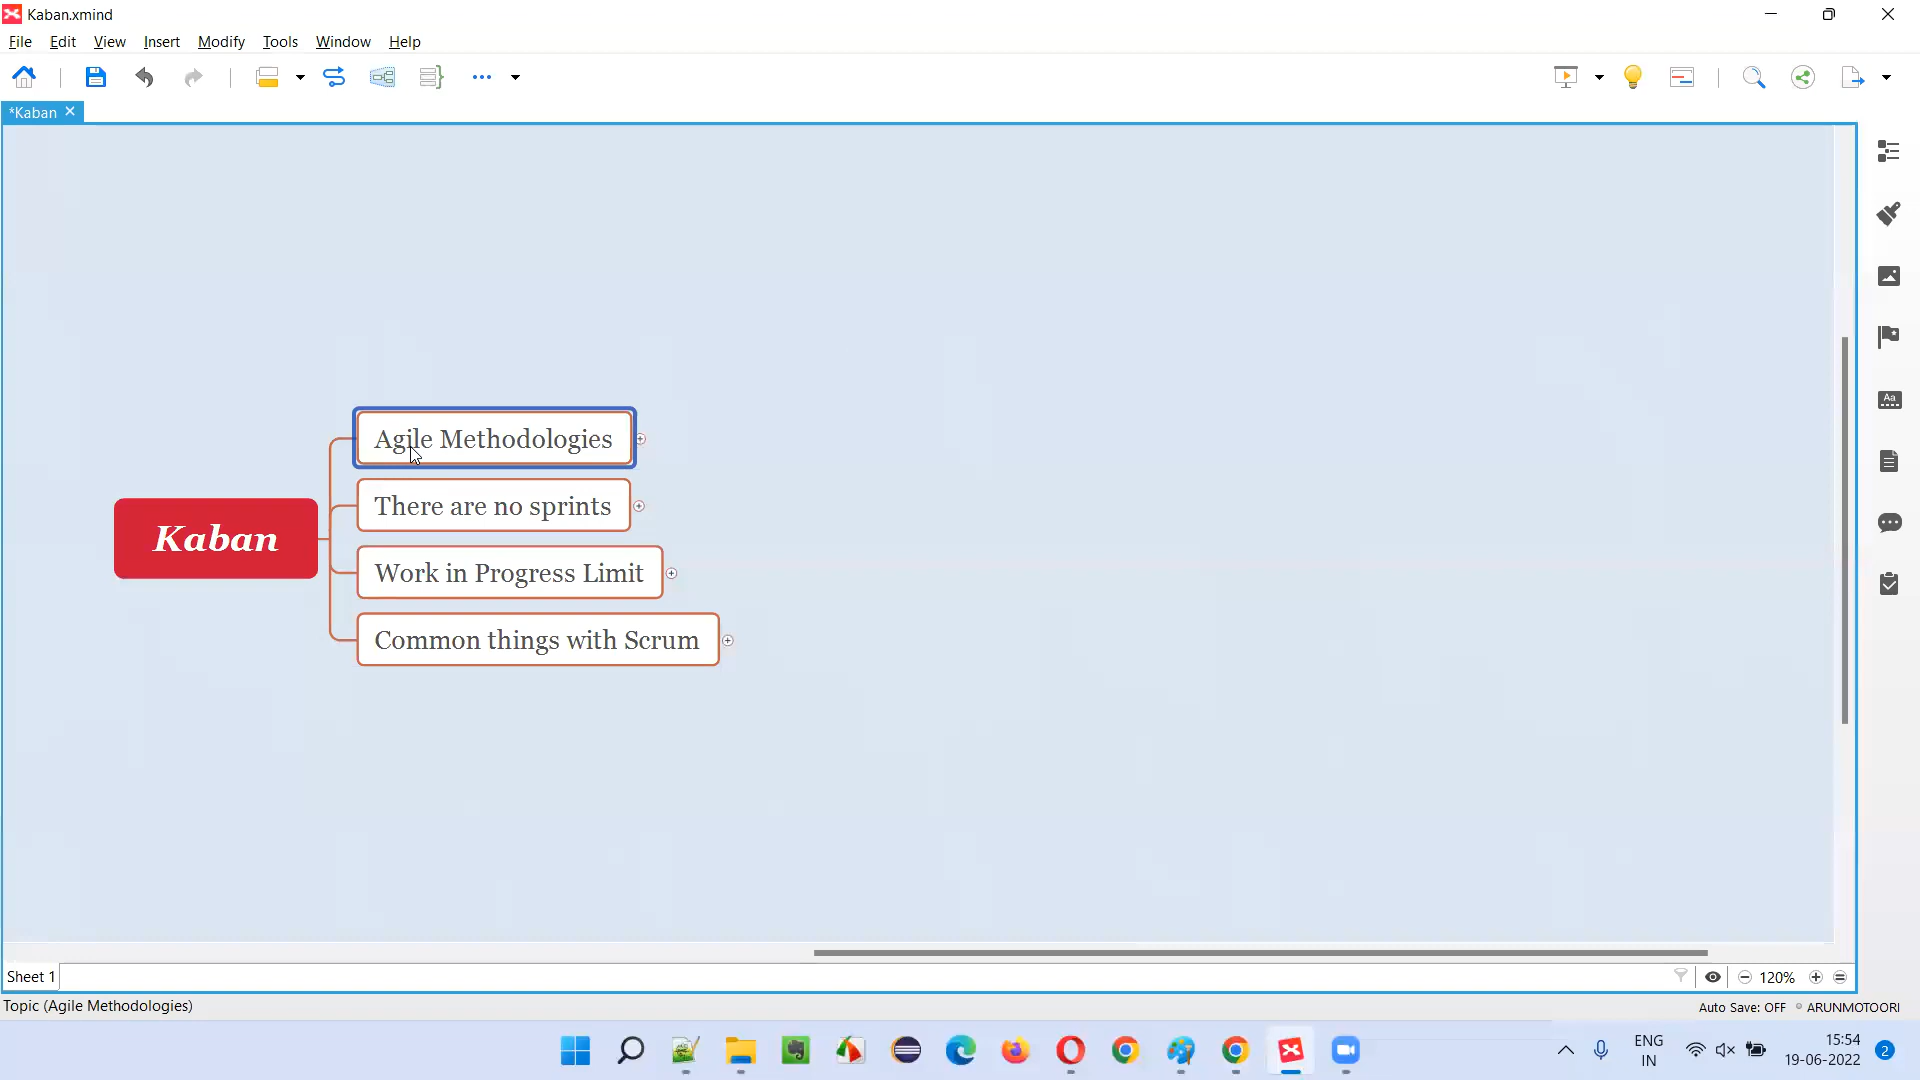 Kaban.xmind
File Edit View Insert Modify Tools Window Help
*Kaban
Agile Methodologies
There are no sprints
Kaban
Work in Progress Limit
Common things with Scrum
Aa
Sheet 1
120%
Topic (Agile Methodologies)
Auto Save: OFF ARUNMOTOORI
ENG
IN
15:54
19-06-2022
2